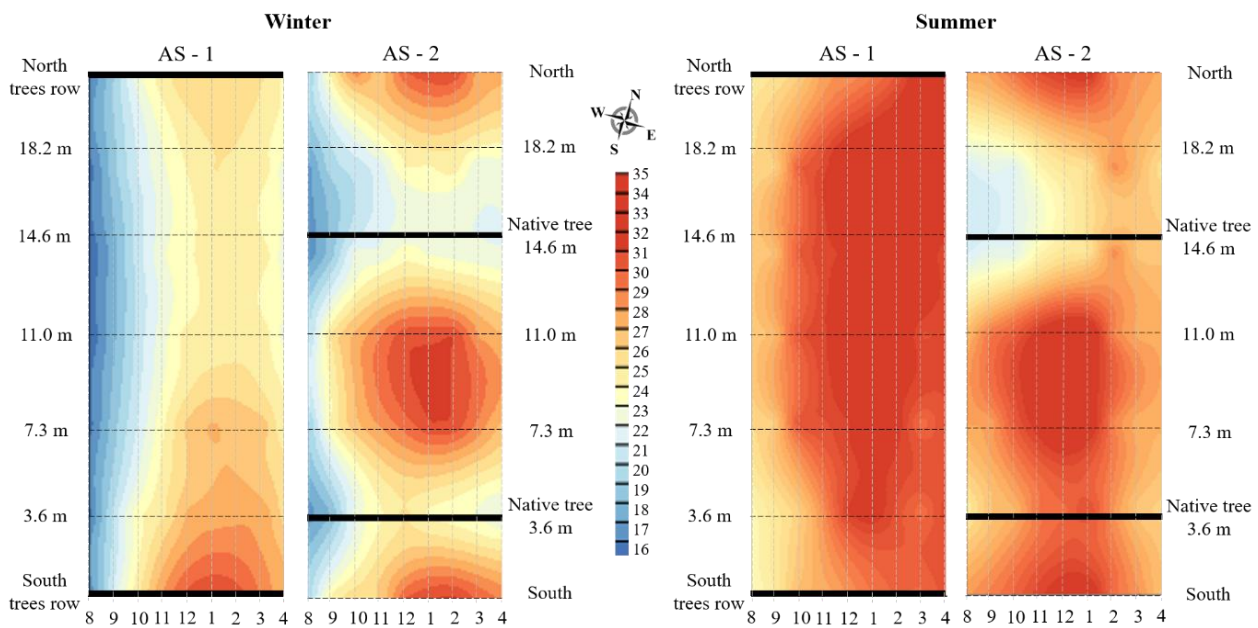 Winter
Summer
AS - 1
AS - 2
AS - 1
AS - 2
North
trees row
18.2 m
14.6 m
11.0 m
7.3 m
3.6 m
South
trees row
8 9 10 11 12 1 2 3 4
8 9 10 11 12 1 2 3 4
North
18.2 m
Native tree
14.6 m
11.0 m
7.3 m
Native tree
3.6 m
South
N
W
E
S
35
34
33
32
31
30
29
28
27
26
25
24
23
22
21
20
19
18
17
16
North
trees row
18.2 m
14.6 m
11.0 m
7.3 m
3.6 m
South
trees row
8 9 10 11 12 1 2 3 4
8 9 10 11 12 1 2 3 4
North
18.2 m
Native tree
14.6 m
11.0 m
7.3 m
Native tree
3.6 m
South